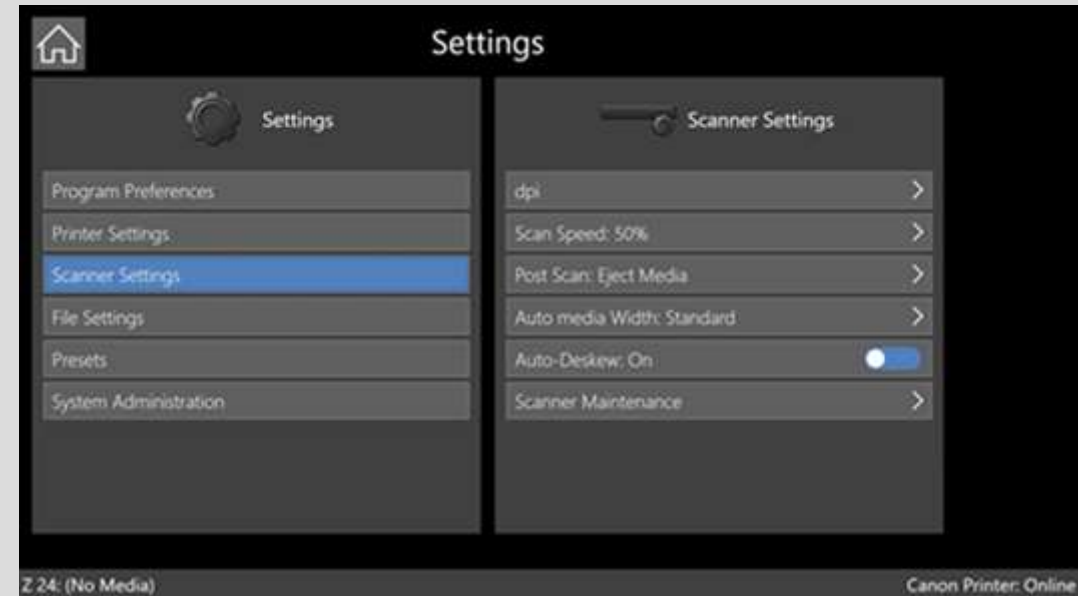 Settings
Settings
Program Preferences
Printer Settings
Scanner Settings
File Settings
Presets
System Administration
Scanner Settings
dpi
Scan Speed: 50%
Post Scan: Eject Media
Auto media Width: Standard
Auto-Deskew: On
Scanner Maintenance
Z 24: (No Media)
Canon Printer: Online